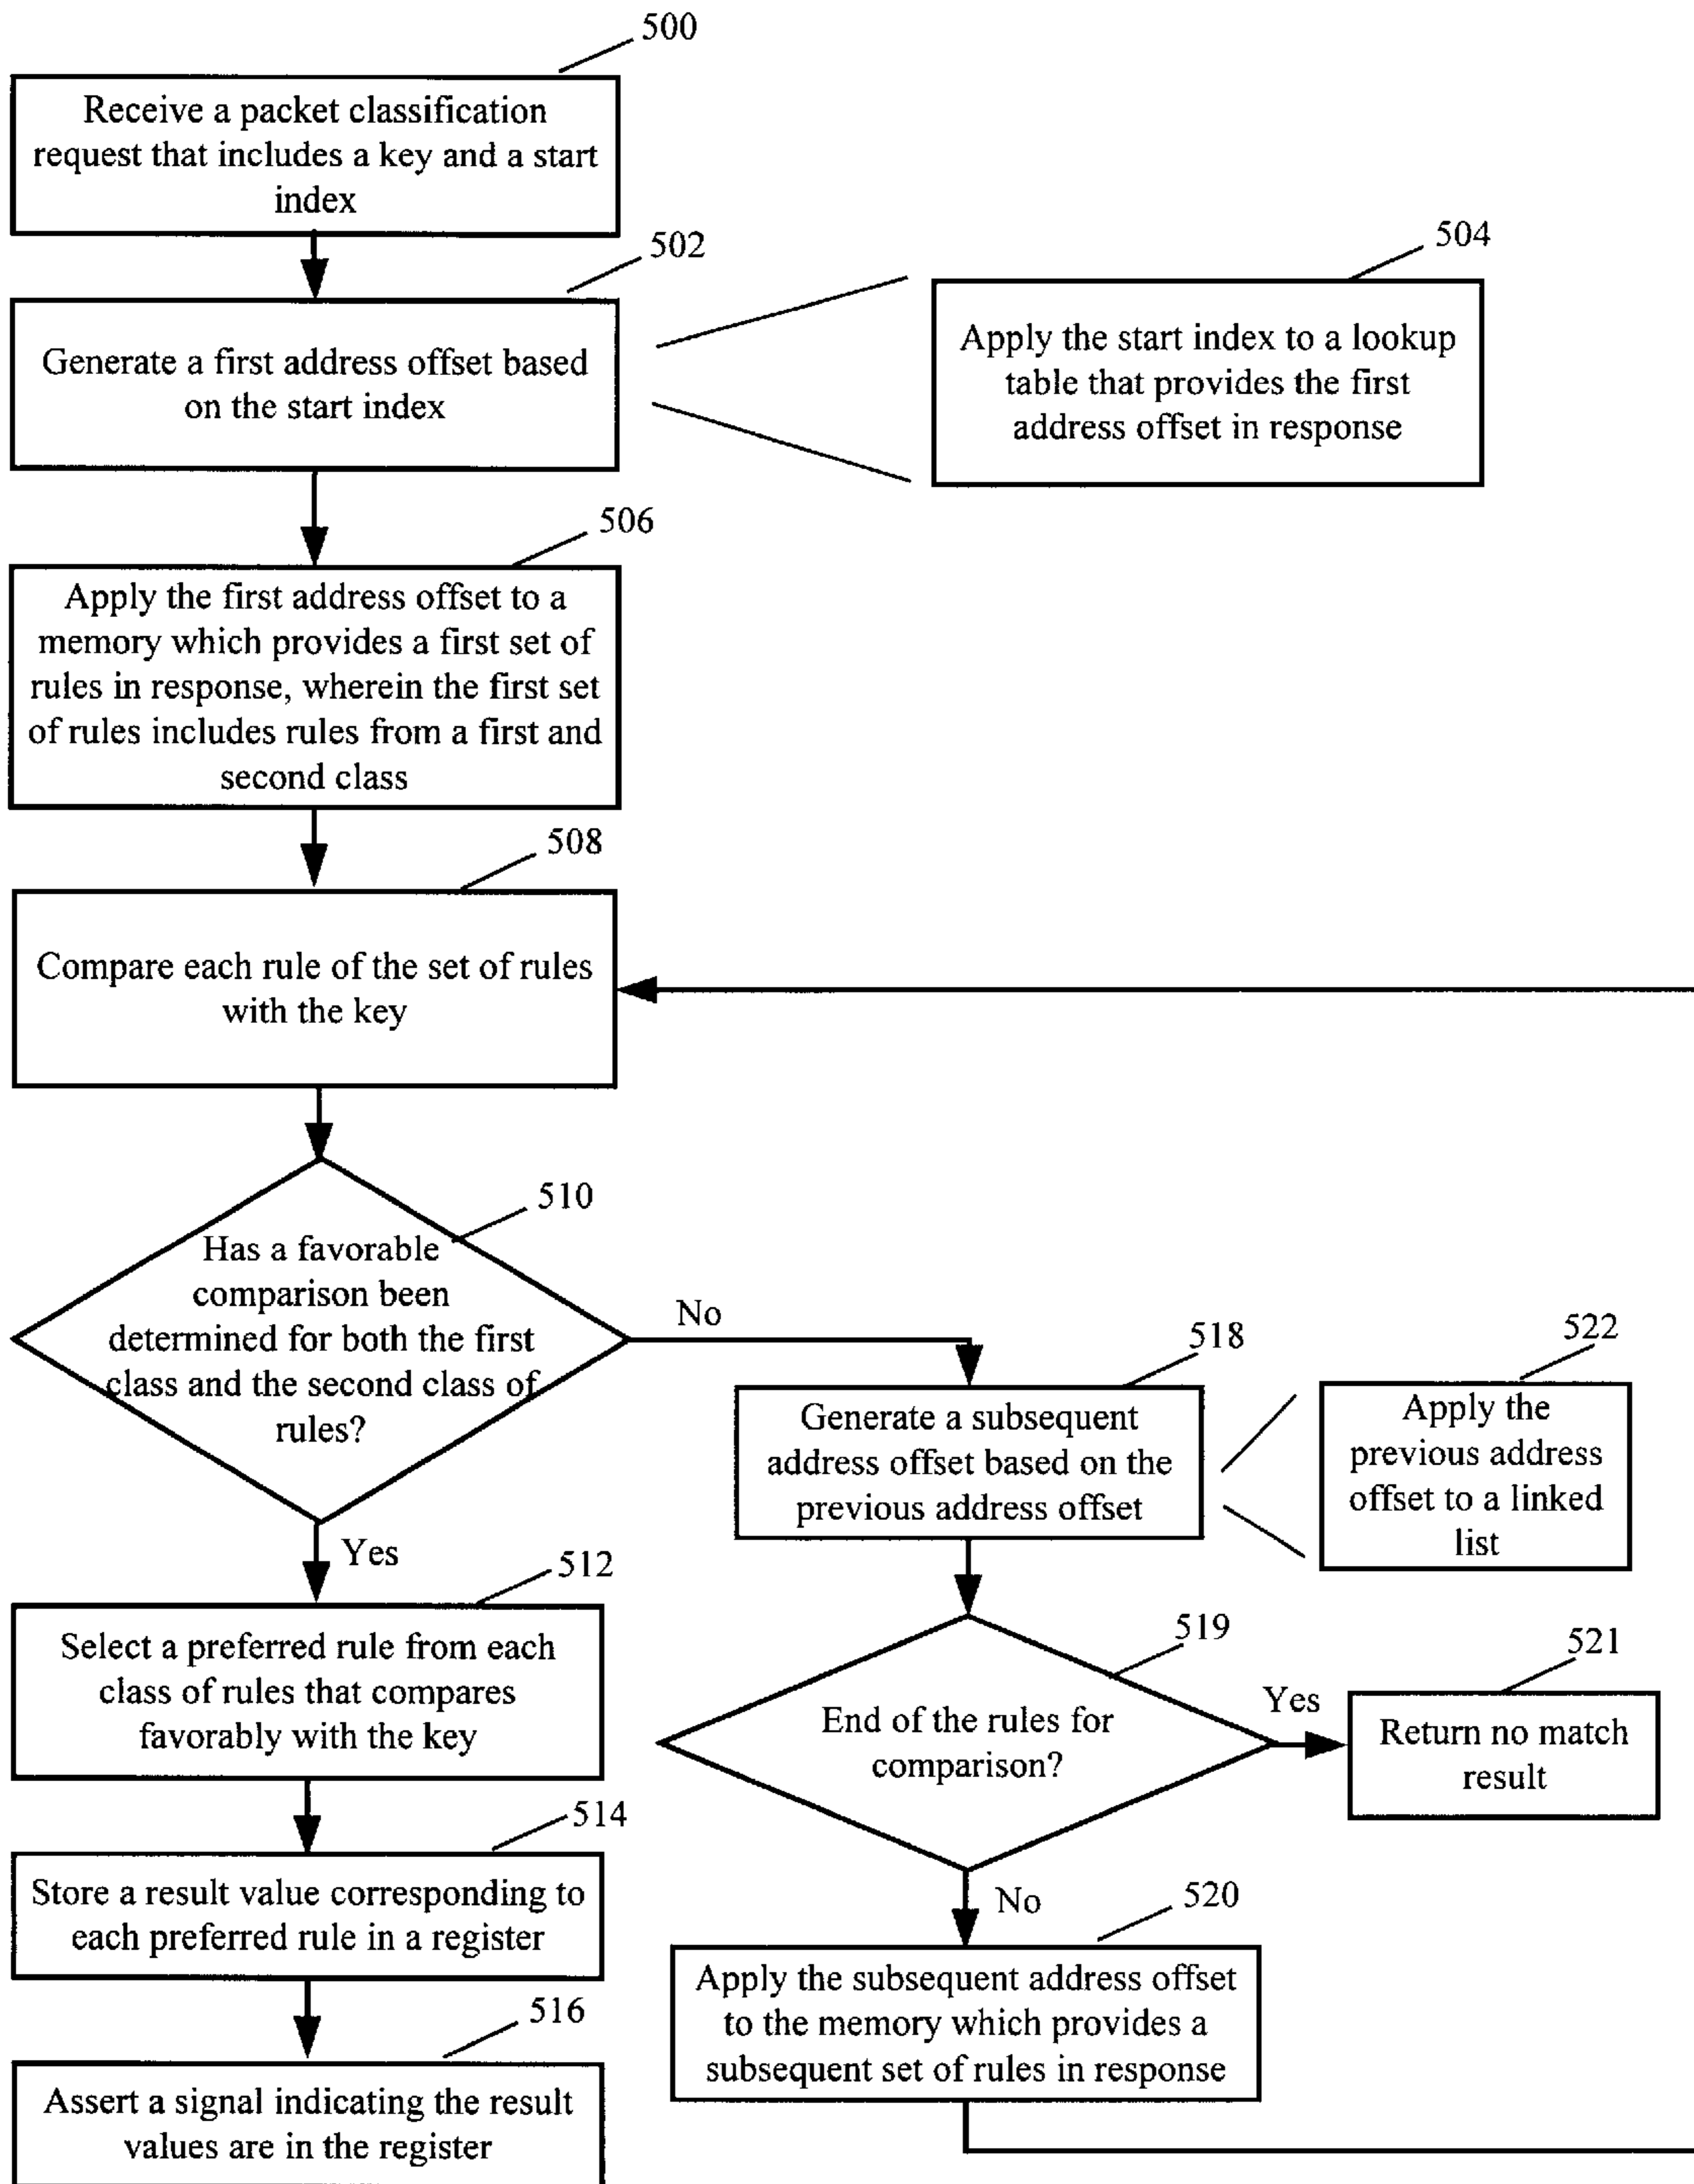 500
Receive a packet classification
request that includes a key and a start
index
502
Generate a first address offset based
on the start index
504
Apply the start index to a lookup
table that provides the first
address offset in response
506
Apply the first address offset to a
memory which provides a first set of
rules in response, wherein the first set
of rules includes rules from a first and
second class
508
Compare each rule of the set of rules
with the key
510
Has a favorable
comparison been
determined for both the first
class and the second class of
rules?
No
Yes
512
Select a preferred rule from each
class of rules that compares
favorably with the key
514
Store a result value corresponding to
each preferred rule in a register
516
Assert a signal indicating the result
values are in the register
518
Generate a subsequent
address offset based on the
previous address offset
522
Apply the
previous address
offset to a linked
list
519
End of the rules for
comparison?
Yes
521
Return no match
result
No
520
Apply the subsequent address offset
to the memory which provides a
subsequent set of rules in response